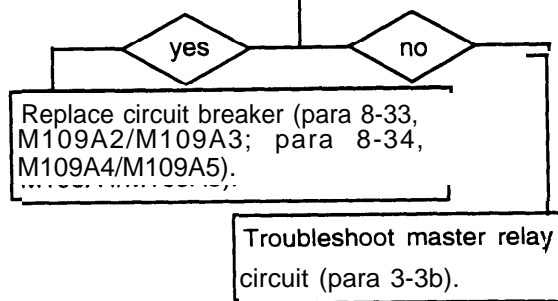 yes
no
Replace circuit breaker (para 8-33,
M109A2/M109A3; para 8-34,
M109A4/M109A5).
Troubleshoot master relay
circuit (para 3-3b).